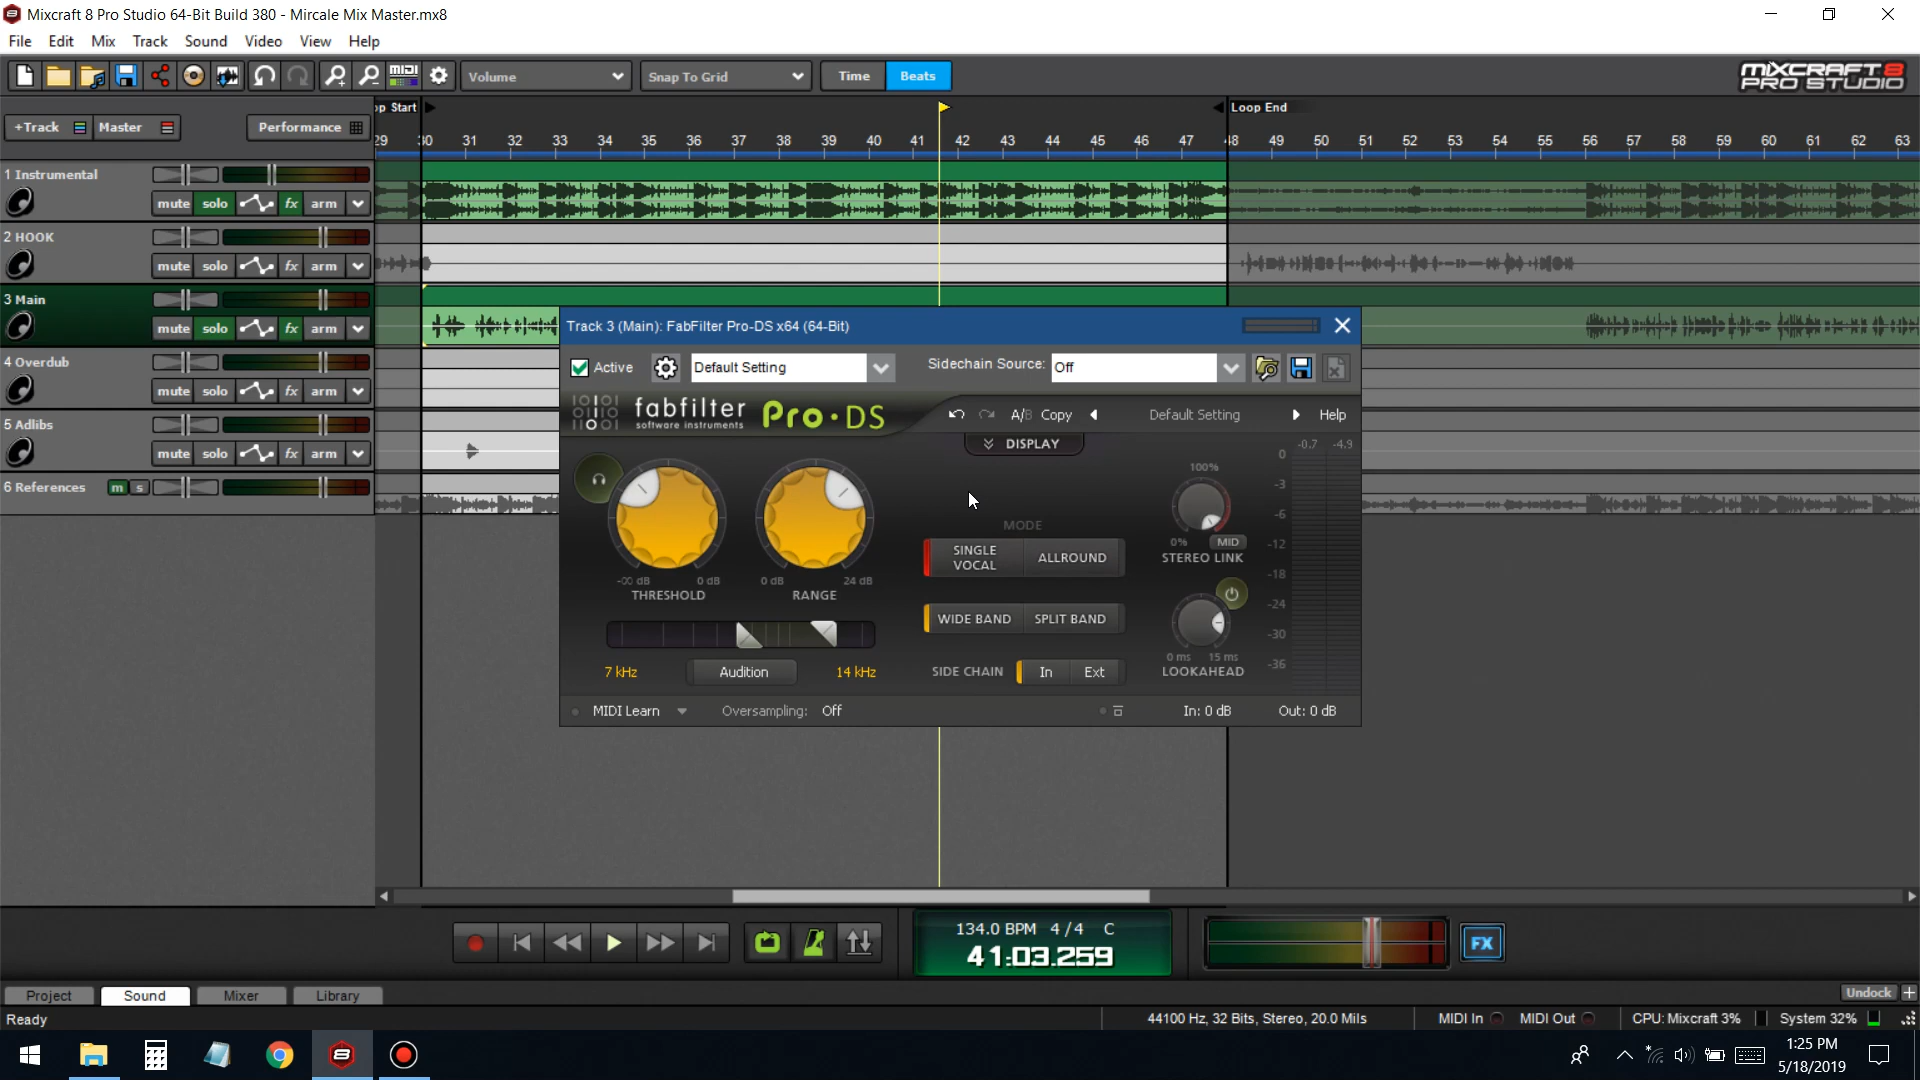 Mixcraft 8 Pro Studio 64-Bit Build 380 - Mircale Mix Master.mx8
File Edit Mix Track Sound Video View Help
MIDI Volume Snap To Grid Time Beats
MIXCRAFT 8
PRO STUDIO
op Start Loop End
+Track Master Performance
29 30 31 32 33 34 35 36 37 38 39 40 41 42 43 44 45 46 47 48 49 50 51 52 53 54 55 56 57 58 59 60 61 62 63
1 Instrumental
mute solo fx arm
2 HOOK
mute solo fx arm
3 Main
mute solo fx arm
4 Overdub
mute solo fx arm
5 Adlibs
mute solo fx arm
6 References m s
Track 3 (Main): FabFilter Pro-DS x64 (64-Bit)
Active Default Setting Sidechain Source: Off
fabfilter
software instruments
Pro·DS
A/B Copy Default Setting Help
DISPLAY
-0.7 -4.9
0
-3
-6
-12
-18
-24
-30
-36
-00 dB 0 dB
THRESHOLD
0 dB 24 dB
RANGE
7 kHz Audition 14 kHz
MODE
SINGLE
VOCAL
ALLROUND
WIDE BAND SPLIT BAND
SIDE CHAIN In Ext
100%
0% MID
STEREO LINK
0 ms 15 ms
LOOKAHEAD
MIDI Learn Oversampling: Off In: 0 dB Out: 0 dB
134.0 BPM 4/4 C
41:03.259
FX
Project Sound Mixer Library Undock +
Ready 44100 Hz, 32 Bits, Stereo, 20.0 Mils MIDI In MIDI Out CPU: Mixcraft 3% System 32%
8
1:25 PM
5/18/2019